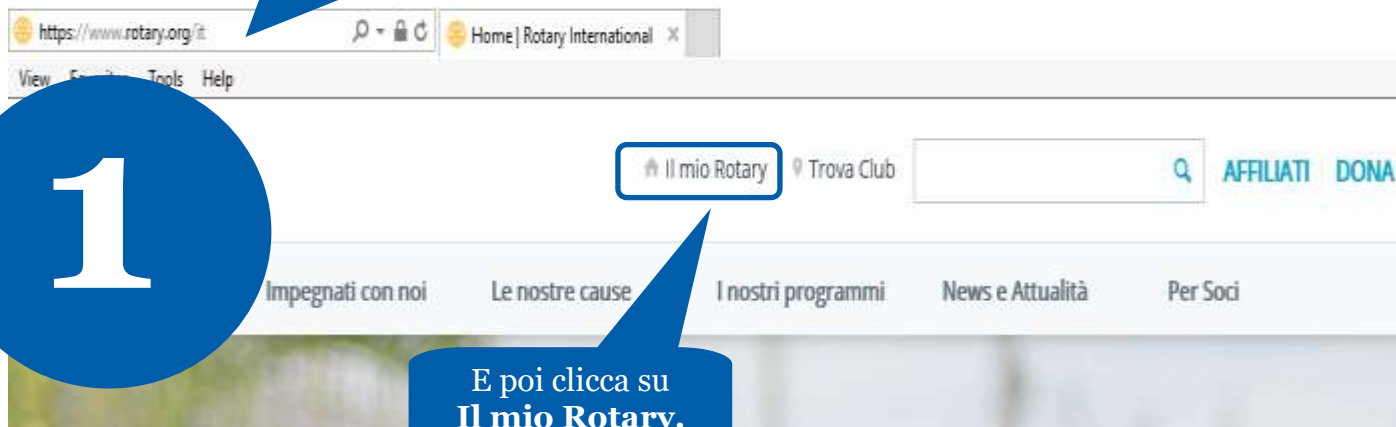 https://www.rotary.org/it
Home | Rotary International
View Tools Help
1
Il mio Rotary Trova Club AFFILIATI DONA
Impegnati con noi Le nostre cause I nostri programmi News e Attualità Per Soci
E poi clicca su
Il mio Rotary.